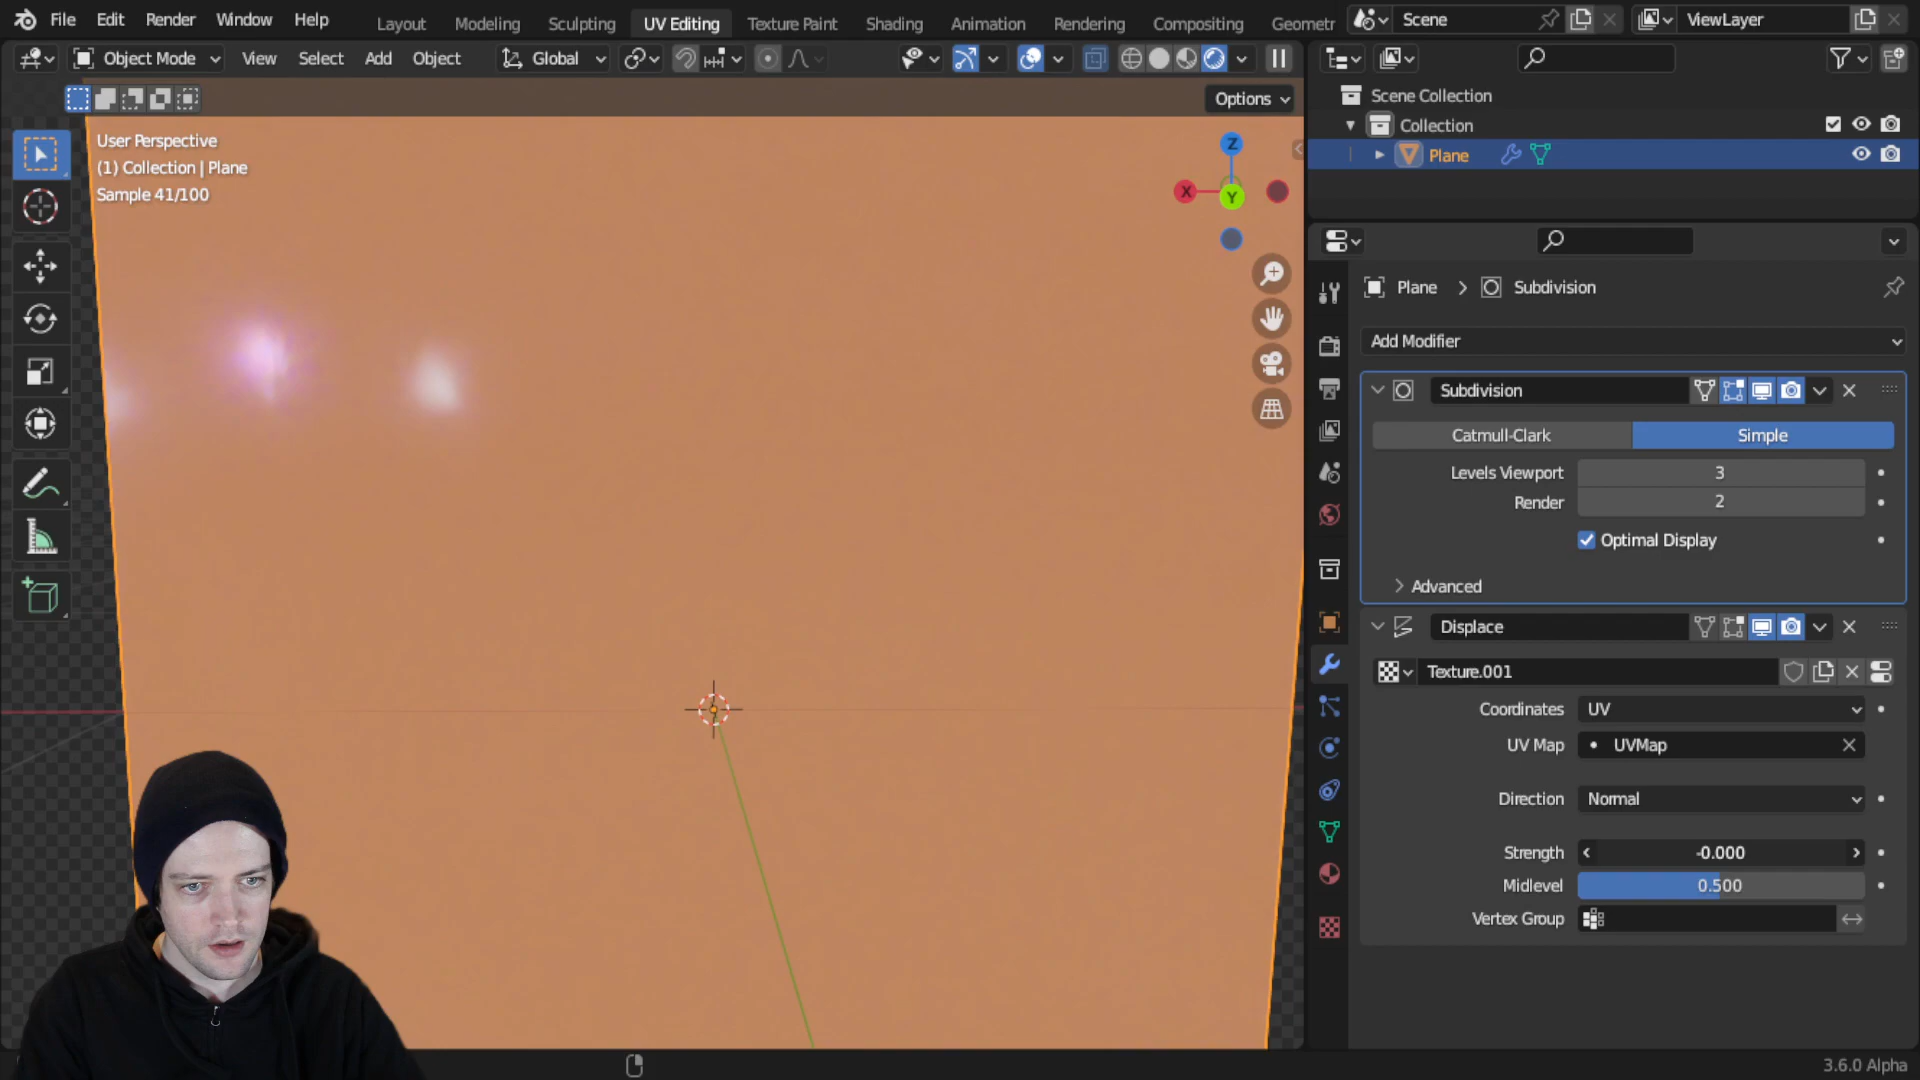 File Edit Render Window Help
Layout Modeling Sculpting UV Editing Texture Paint Shading Animation Rendering Compositing Geometr
Scene
ViewLayer
Object Mode View Select Add Object Global
Options
User Perspective
(1) Collection | Plane
Sample 41/100
Z
X
Y
Scene Collection
Collection
Plane
Plane > Subdivision
Add Modifier
Subdivision
Catmull-Clark Simple
Levels Viewport 3
Render 2
Optimal Display
Advanced
Displace
Texture.001
Coordinates UV
UV Map UVMap
Direction Normal
Strength -0.000
Midlevel 0.500
Vertex Group
3.6.0 Alpha